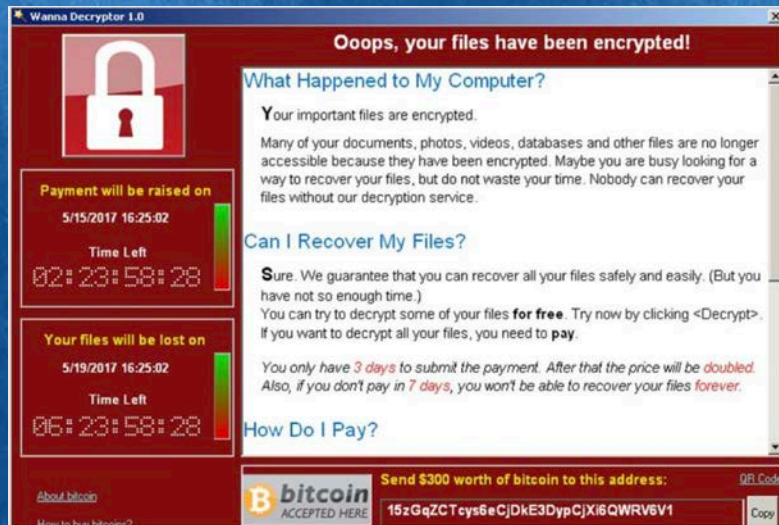 Wanna Decryptor 1.0
Ooops, your files have been encrypted!
What Happened to My Computer?
Your important files are encrypted.
Many of your documents, photos, videos, databases and other files are no longer
accessible because they have been encrypted. Maybe you are busy looking for a
way to recover your files, but do not waste your time. Nobody can recover your
files without our decryption service.
Can I Recover My Files?
Sure. We guarantee that you can recover all your files safely and easily. (But you
have not so enough time.)
You can try to decrypt some of your files for free. Try now by clicking <Decrypt>.
If you want to decrypt all your files, you need to pay.
You only have 3 days to submit the payment. After that the price will be doubled.
Also, if you don't pay in 7 days, you won't be able to recover your files forever.
How Do I Pay?
Payment will be raised on
5/15/2017 16:25:02
Time Left
02:23:58:28
Your files will be lost on
5/19/2017 16:25:02
Time Left
06:23:58:28
About bitcoin
How to buy bitcoins?
bitcoin
ACCEPTED HERE
Send $300 worth of bitcoin to this address:
QR Code
15zGqZCTcys6eCjDkE3DypCjXi6QWRV6V1
Copy